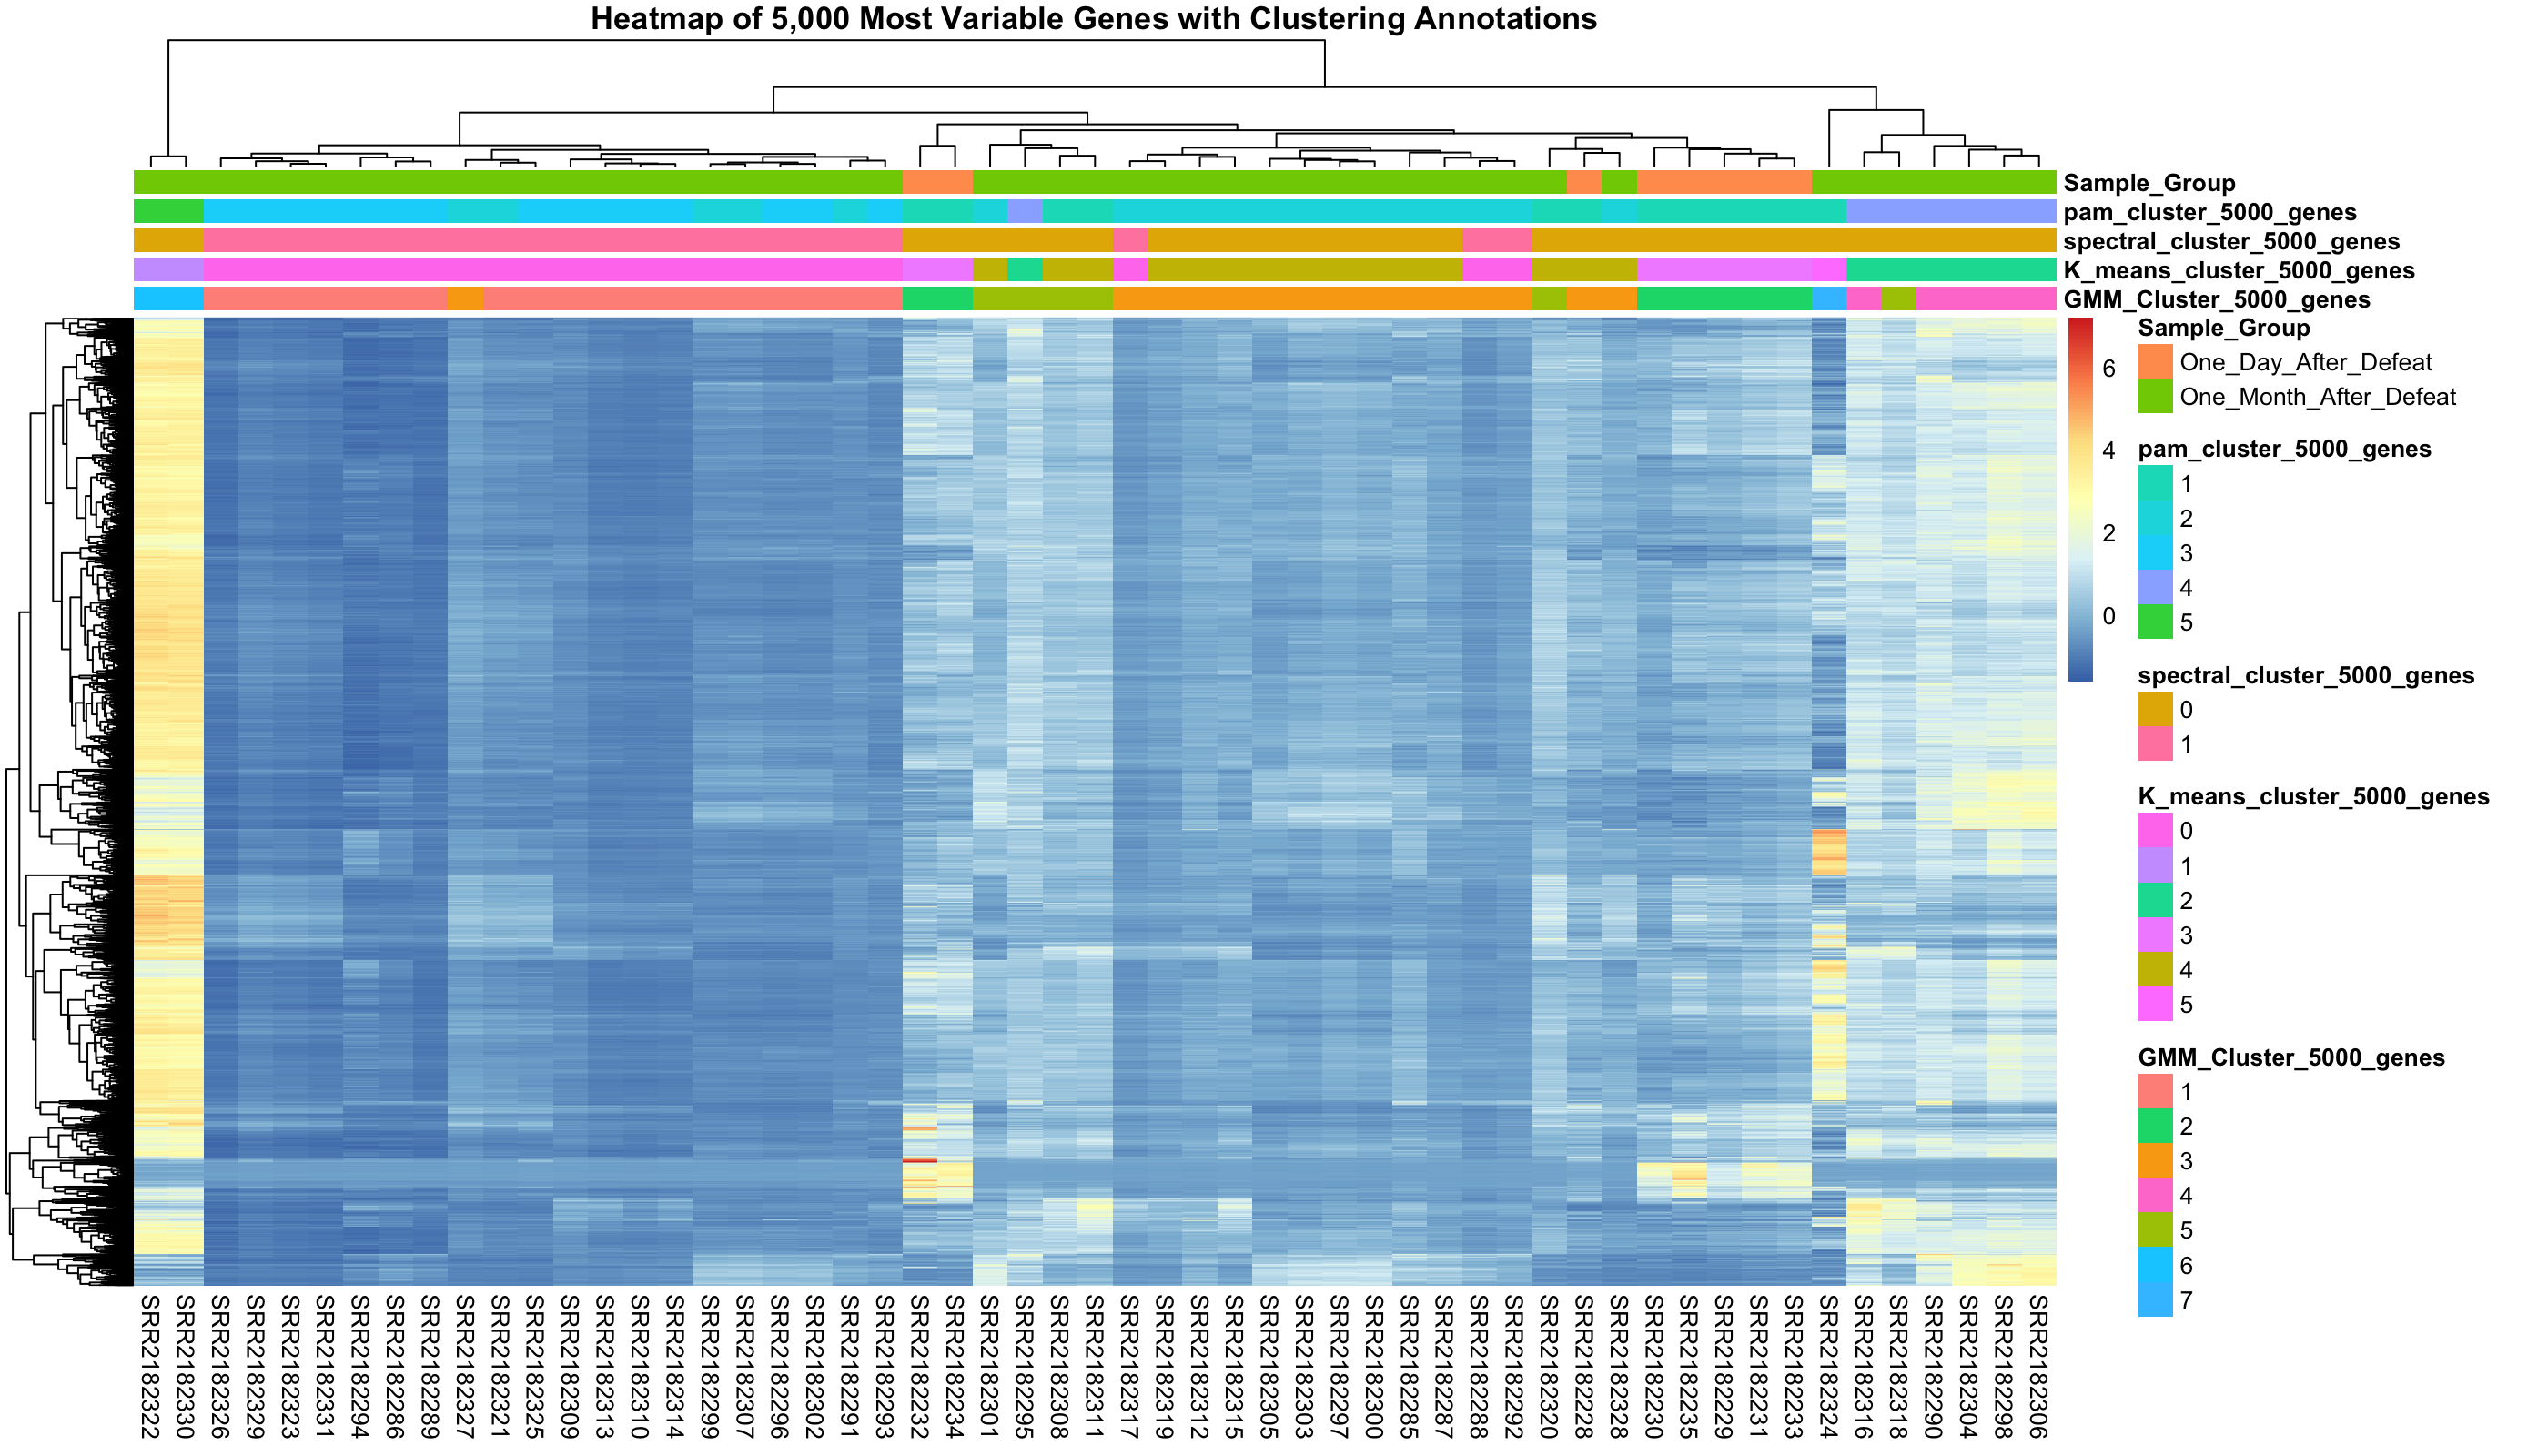 Heatmap of 5,000 Most Variable Genes with Clustering Annotations
Sample_Group
pam_cluster_5000_genes
spectral_cluster_5000_genes
K_means_cluster_5000_genes
GMM_Cluster_5000_genes
6
4
2
0
Sample_Group
One_Day_After_Defeat
One_Month_After_Defeat
pam_cluster_5000_genes
1
2
3
4
5
spectral_cluster_5000_genes
0
1
K_means_cluster_5000_genes
0
1
2
3
4
5
GMM_Cluster_5000_genes
1
2
3
4
5
6
7
SRR2182322
SRR2182330
SRR2182326
SRR2182329
SRR2182323
SRR2182331
SRR2182294
SRR2182286
SRR2182289
SRR2182327
SRR2182321
SRR2182325
SRR2182309
SRR2182313
SRR2182310
SRR2182314
SRR2182299
SRR2182307
SRR2182296
SRR2182302
SRR2182291
SRR2182293
SRR2182232
SRR2182234
SRR2182301
SRR2182295
SRR2182308
SRR2182311
SRR2182317
SRR2182319
SRR2182312
SRR2182315
SRR2182305
SRR2182303
SRR2182297
SRR2182300
SRR2182285
SRR2182287
SRR2182288
SRR2182292
SRR2182320
SRR2182228
SRR2182328
SRR2182230
SRR2182235
SRR2182229
SRR2182231
SRR2182233
SRR2182324
SRR2182316
SRR2182318
SRR2182290
SRR2182304
SRR2182298
SRR2182306